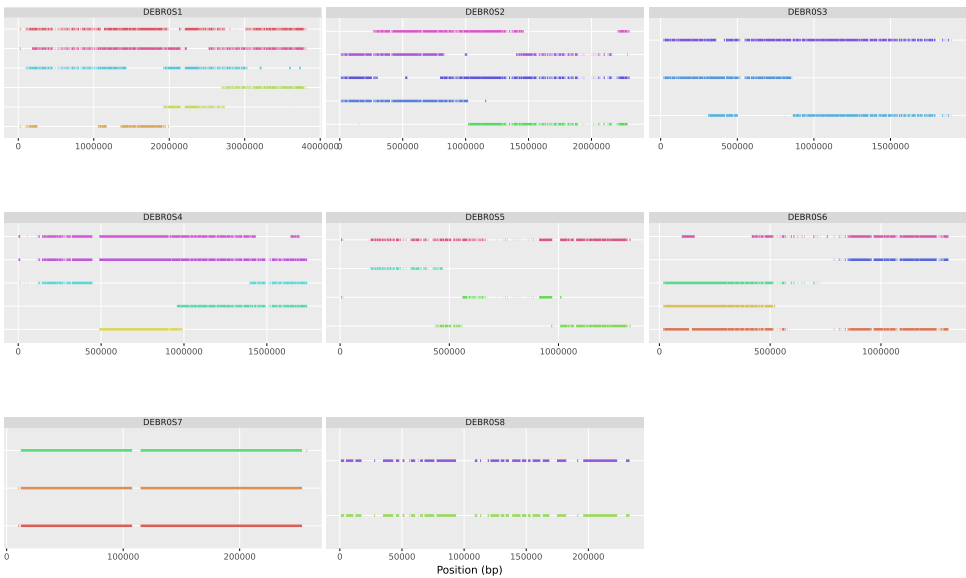 DEBR0S1 DEBR0S2 DEBR0S3
0 1000000 2000000 3000000 4000000 0 500000 1000000 1500000 2000000 0 500000 1000000 1500000
DEBR0S4 DEBR0S5 DEBR0S6
0 500000 1000000 1500000 0 500000 1000000 0 500000 1000000
DEBR0S7 DEBR0S8
0 100000 200000 0 50000 100000 150000 200000
Position (bp)